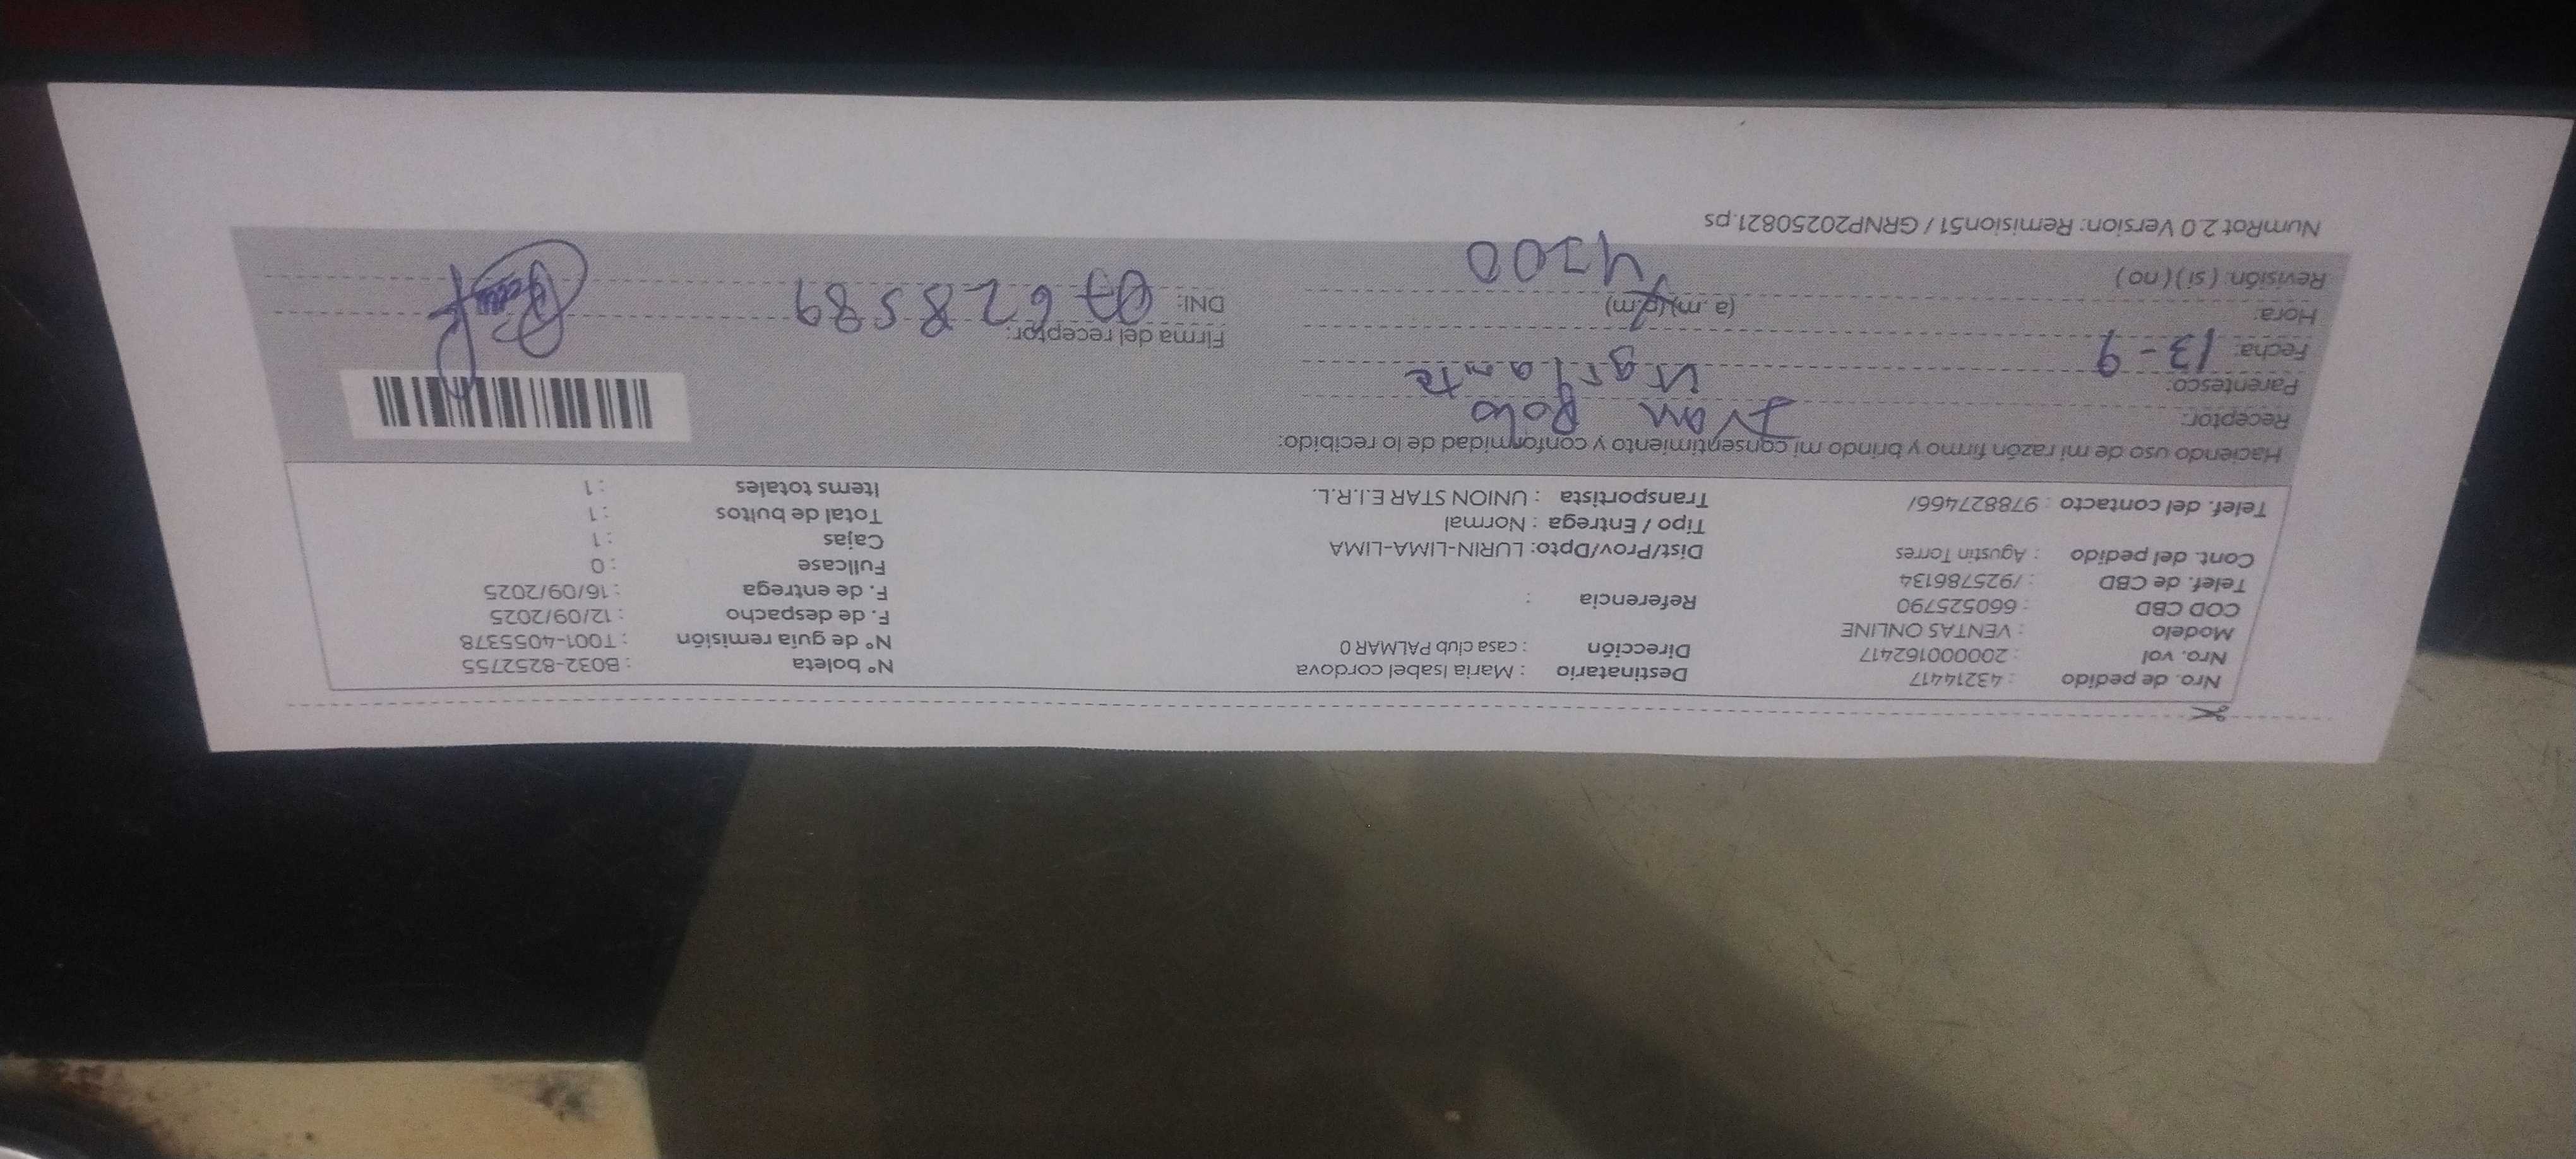 Nro. de pedido : 43214417
Nro. vol : 2000016241​7
Modelo : VENTAS ONLINE
COD CBD : 660525790
Telef. de CBD : /925786134
Cont. del pedido : Agustin Torres
Telef. del contacto : 978827466/
Destinatario : Maria Isabel cordova
Dirección : casa club PALMAR 0
Referencia :
Dist/Prov/Dpto: LURIN-LIMA-LIMA
Tipo / Entrega : Normal
Transportista : UNION STAR E.I.R.L.
N° boleta : B032-8252755
N° de guía remisión : T001-4055378
F. de despacho : 12/09/2025
F. de entrega : 16/09/2025
Fullcase : 0
Cajas : 1
Total de bultos : 1
Items totales : 1
Haciendo uso de mi razón firmo y brindo mi consentimiento y conformidad de lo recibido:
Receptor: Ivan Polo
Parentesco: Vigilante
Fecha: 13-9
Hora: (a. m)(p.m)
Revisión: ( si ) ( no ) 4200
Firma del receptor:
DNI: 07628589
NumRot 2.0 Version: Remision51 / GRNP20250821.ps